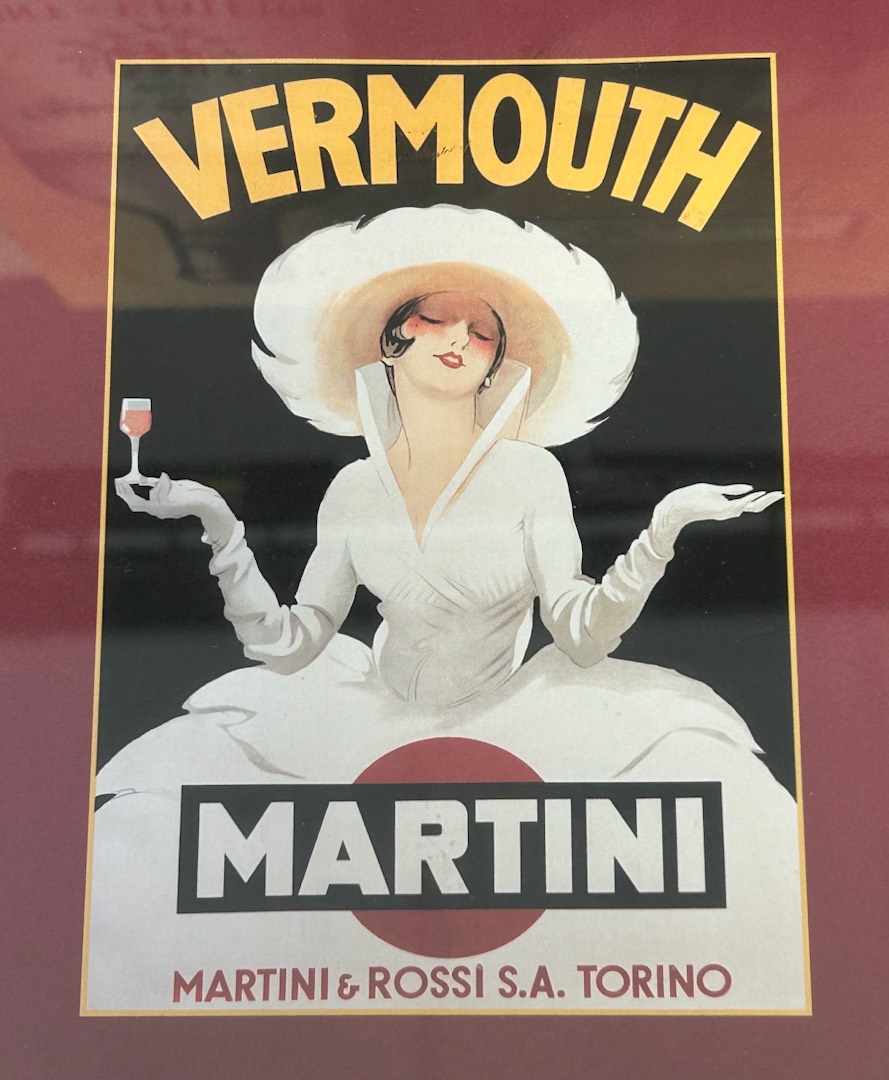 VERMOUTH
MARTINI
MARTINI & ROSSI S.A. TORINO